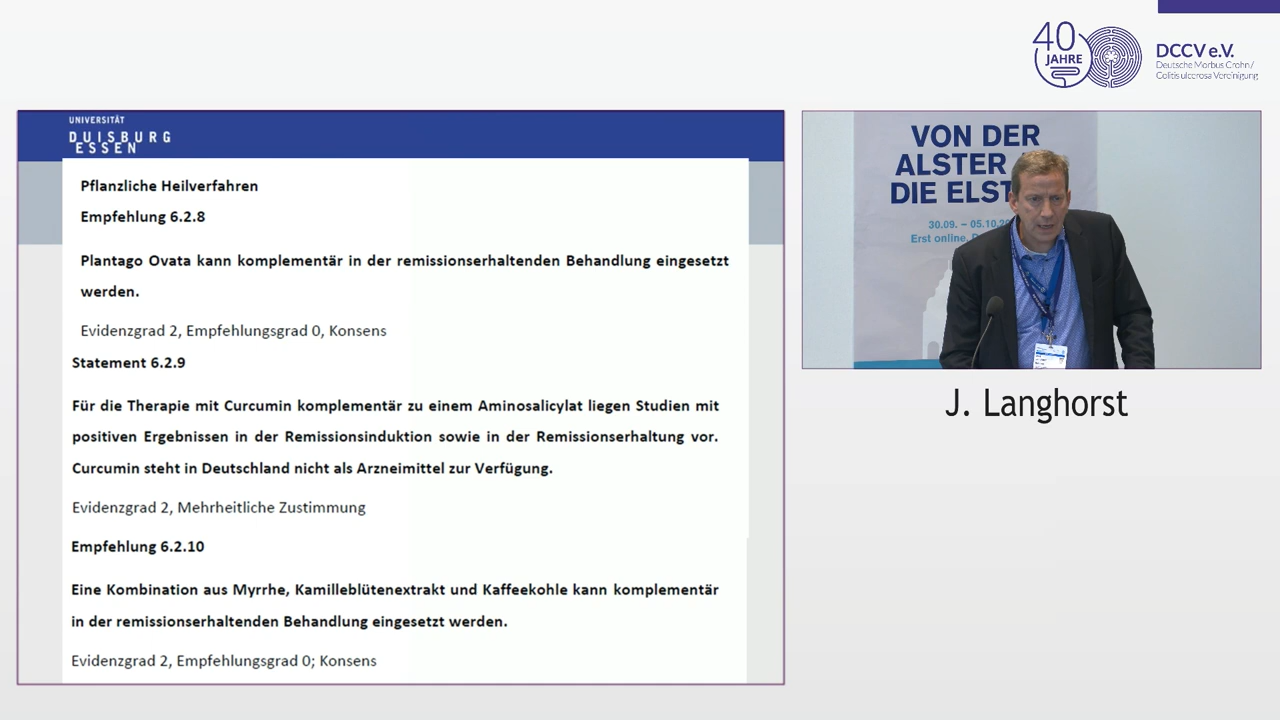 40
JAHRE
DCCV e.V.
Deutsche Morbus Crohn /
Colitis ulcerosa Vereinigung
UNIVERSITÄT
DUISBURG
ESSEN
Pflanzliche Heilverfahren
Empfehlung 6.2.8
Plantago Ovata kann komplementär in der remissionserhaltenden Behandlung eingesetzt
werden.
Evidenzgrad 2, Empfehlungsgrad 0, Konsens
Statement 6.2.9
Für die Therapie mit Curcumin komplementär zu einem Aminosalicylat liegen Studien mit
positiven Ergebnissen in der Remissionsinduktion sowie in der Remissionserhaltung vor.
Curcumin steht in Deutschland nicht als Arzneimittel zur Verfügung.
Evidenzgrad 2, Mehrheitliche Zustimmung
Empfehlung 6.2.10
Eine Kombination aus Myrrhe, Kamilleblütenextrakt und Kaffeekohle kann komplementär
in der remissionserhaltenden Behandlung eingesetzt werden.
Evidenzgrad 2, Empfehlungsgrad 0; Konsens
VON DER
ALSTER
DIE ELST
30.09. – 05.10.20
Erst online,
J. Langhorst